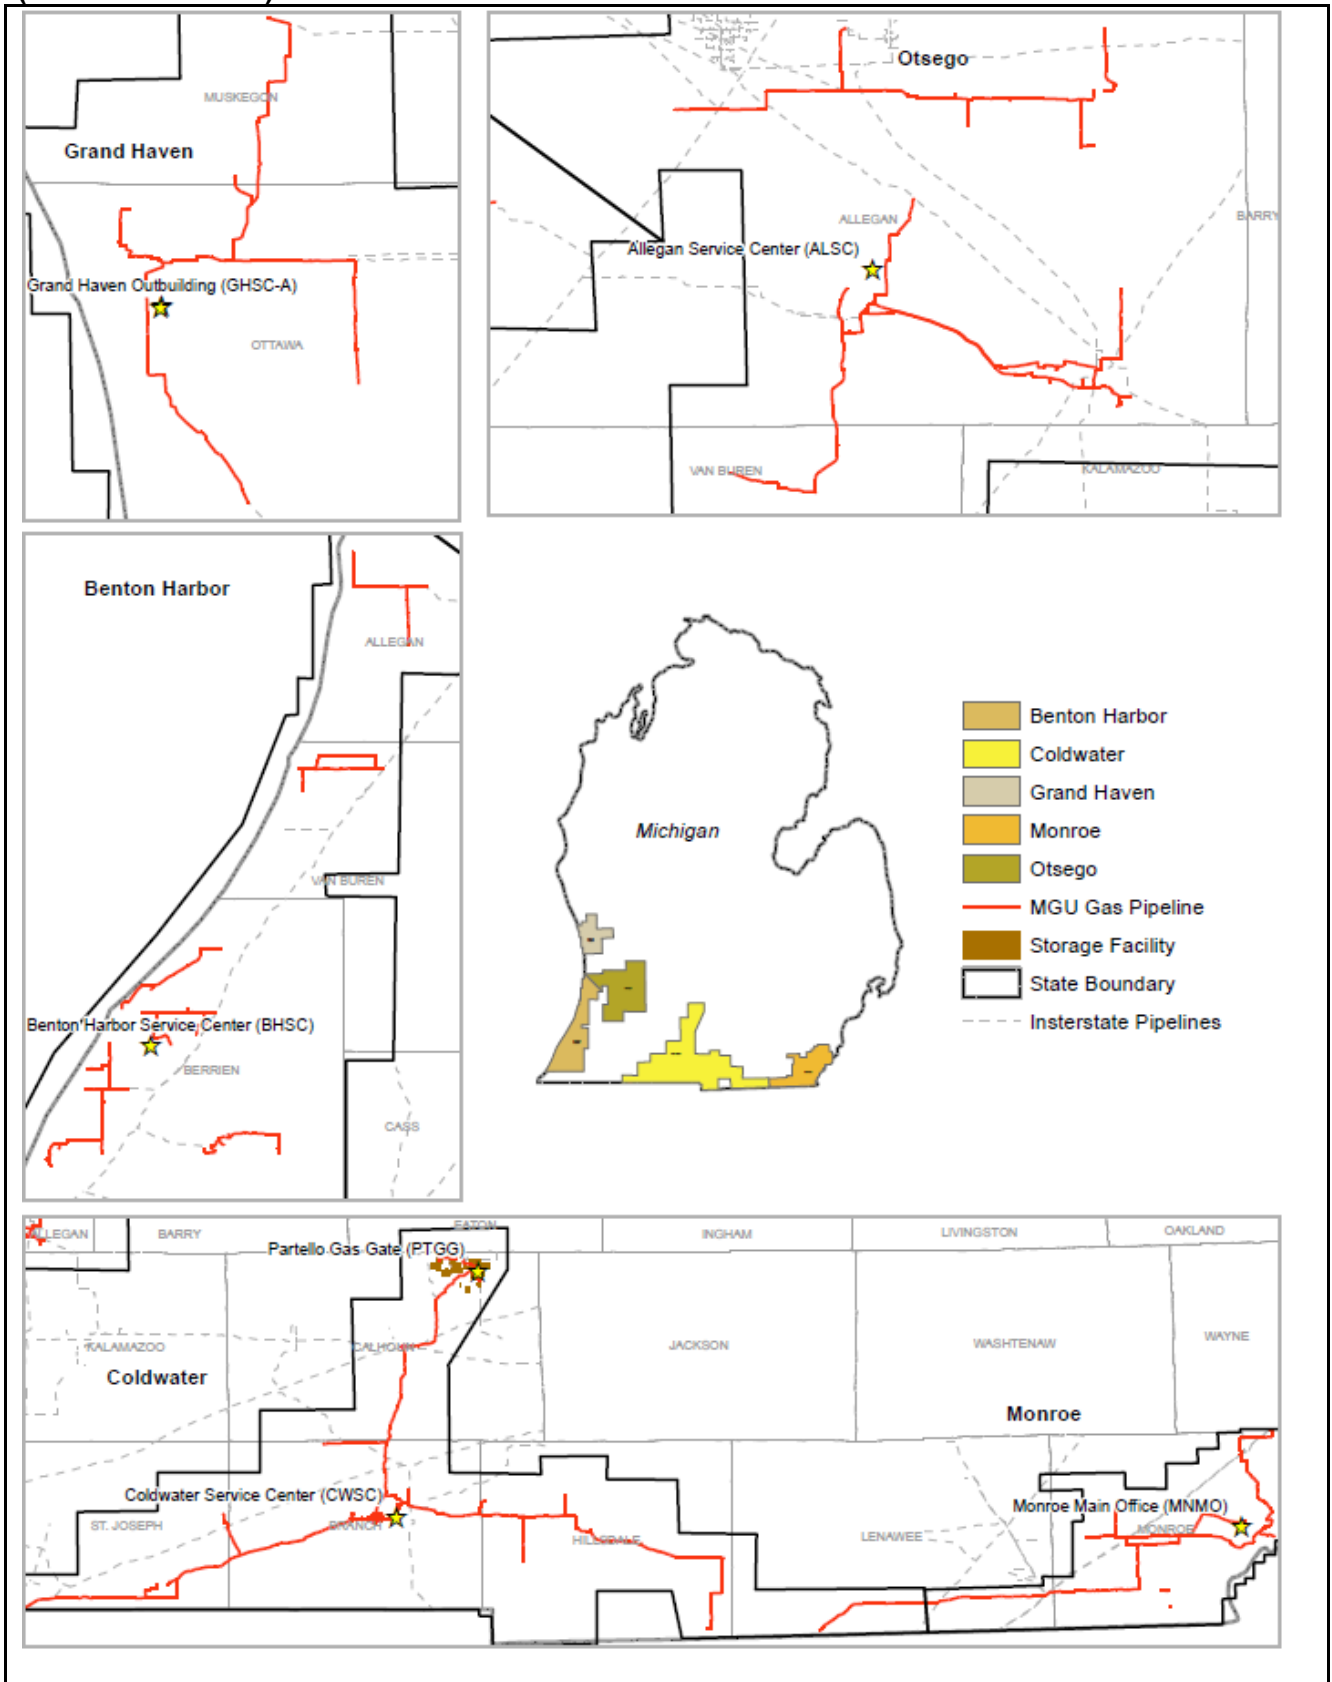 MUSKEGON
Grand Haven
Grand Haven Outbuilding (GHSC-A)
OTTAWA
Otsego
ALLEGAN
BARRY
Allegan Service Center (ALSC)
VAN BUREN
KALAMAZOO
Benton Harbor
ALLEGAN
VAN BUREN
Benton Harbor Service Center (BHSC)
BERRIEN
CASS
Michigan
Benton Harbor
Coldwater
Grand Haven
Monroe
Otsego
MGU Gas Pipeline
Storage Facility
State Boundary
Insterstate Pipelines
ALLEGAN
BARRY
EATON
INGHAM
LIVINGSTON
OAKLAND
Partello Gas Gate (PTGG)
KALAMAZOO
CALHOUN
JACKSON
WASHTENAW
WAYNE
Coldwater
Monroe
Coldwater Service Center (CWSC)
Monroe Main Office (MNMO)
ST. JOSEPH
BRANCH
HILLSDALE
LENAWEE
MONROE